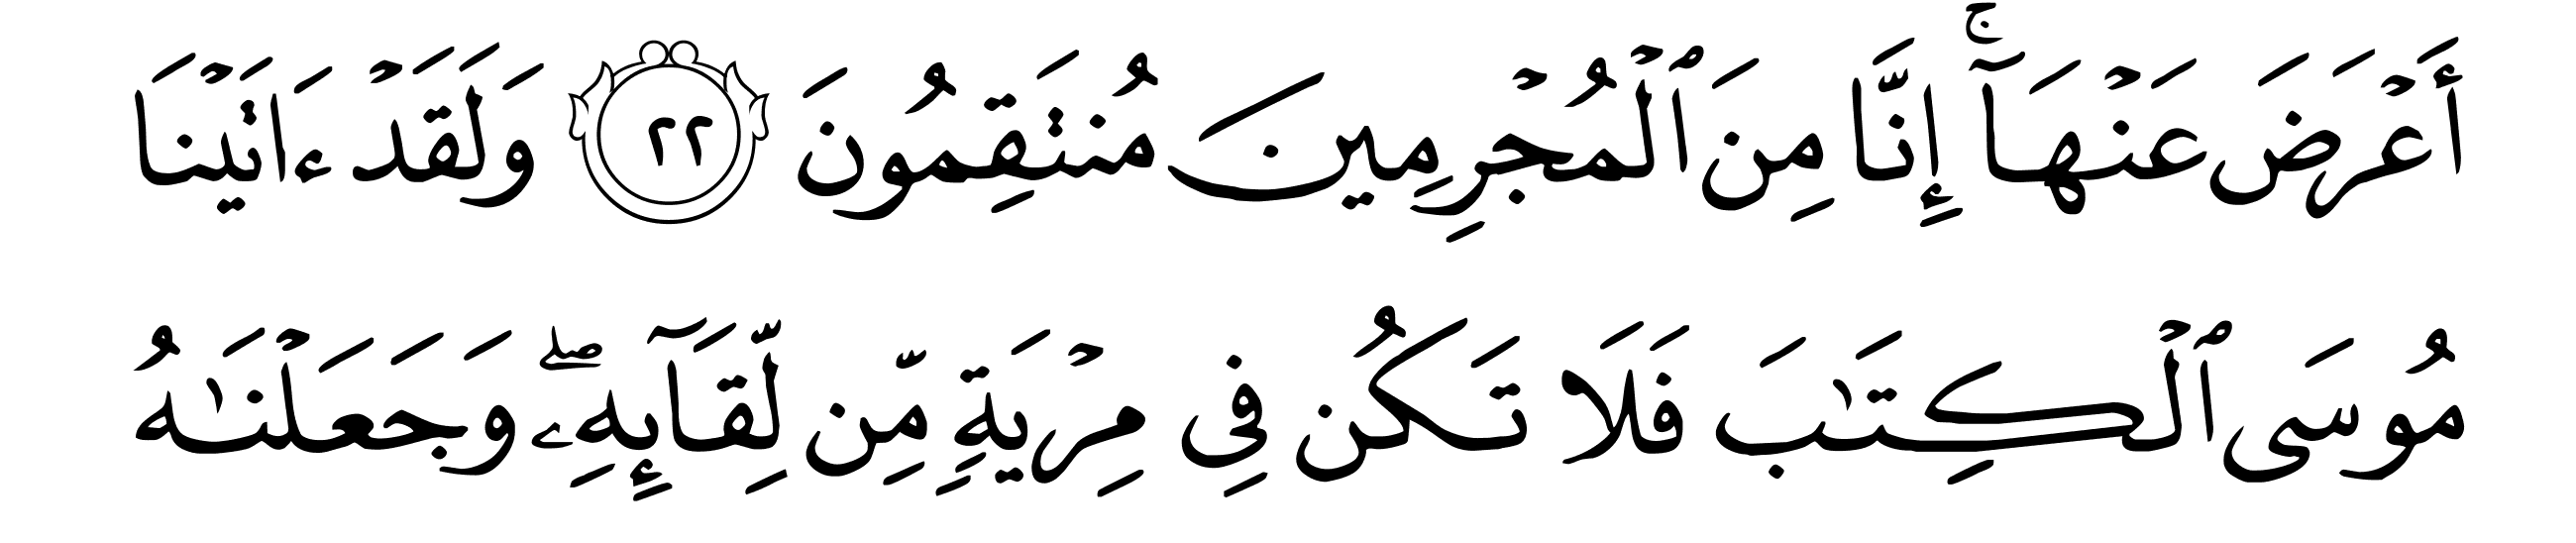 أَعۡرَضَ عَنۡهَآۚ إِنَّا مِنَ ٱلۡمُجۡرِمِينَ مُنتَقِمُونَ ٢٢ وَلَقَدۡ ءَاتَيۡنَا
مُوسَى ٱلۡكِتَٰبَ فَلَا تَكُن فِي مِرۡيَةٖ مِّن لِّقَآئِهِۦۖ وَجَعَلۡنَٰهُ